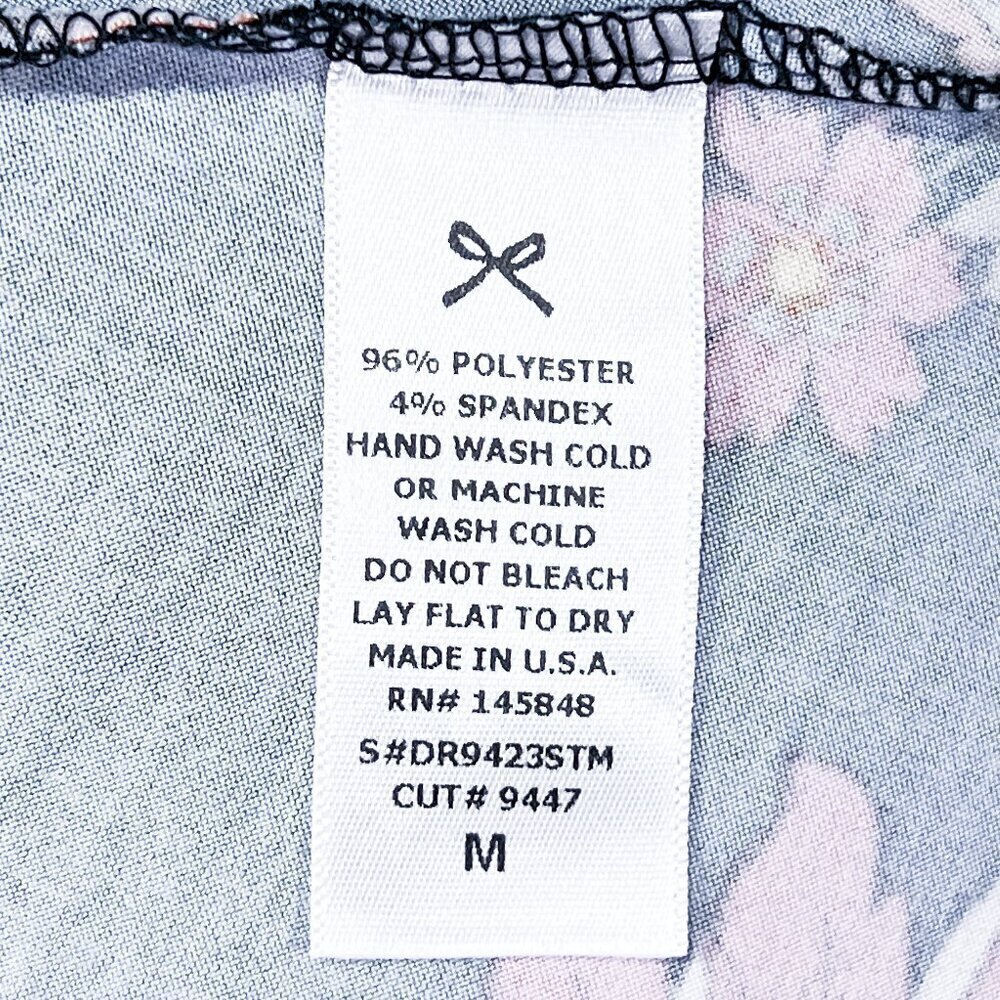 96% POLYESTER
4% SPANDEX
HAND WASH COLD
OR MACHINE
WASH COLD
DO NOT BLEACH
LAY FLAT TO DRY
MADE IN U.S.A.
RN# 145848
S#DR9423STM
CUT# 9447
M